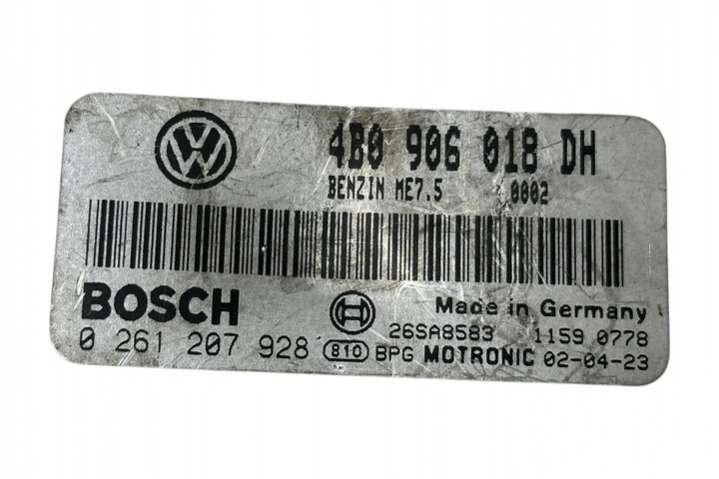 4B0 906 018 DH
BENZIN ME7.5 0002
BOSCH
Made in Germany
26SA8583 1159 0778
0 261 207 928 810 BPG MOTRONIC 02-04-23